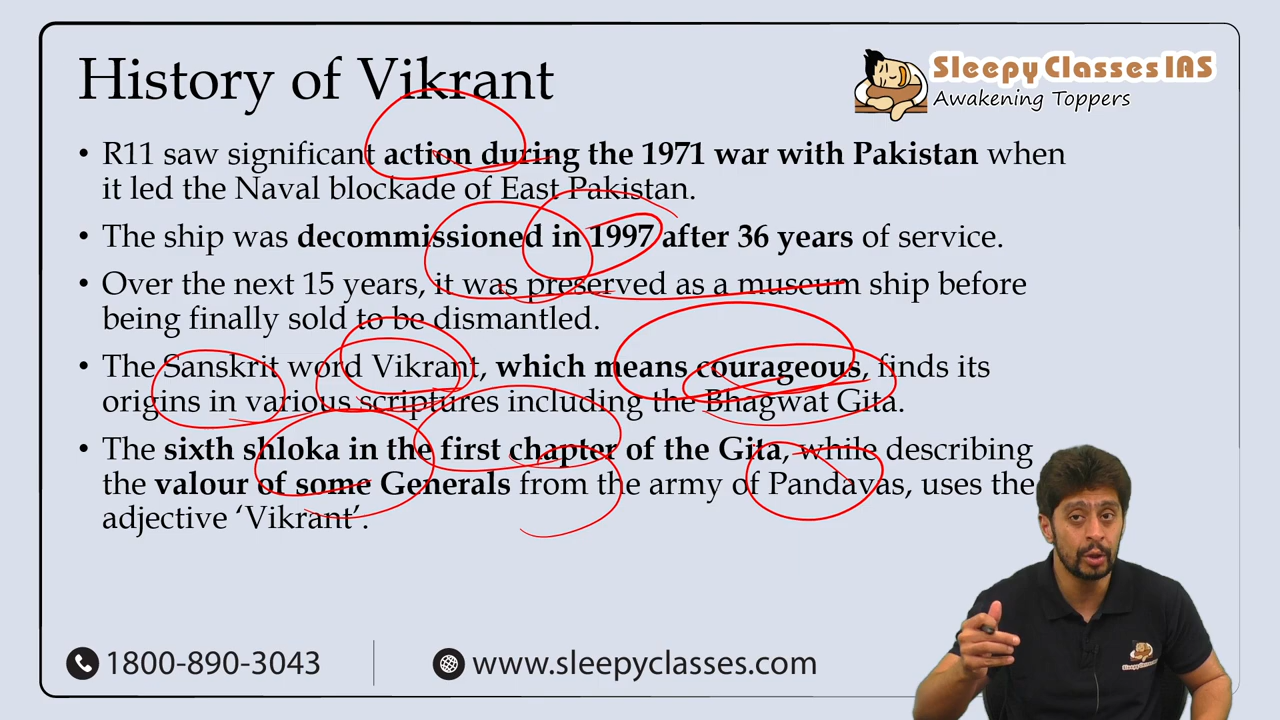 History of Vikrant
SleepyClasses IAS
Awakening Toppers
• R11 saw significant action during the 1971 war with Pakistan when
it led the Naval blockade of East Pakistan.
• The ship was decommissioned in 1997 after 36 years of service.
• Over the next 15 years, it was preserved as a museum ship before
being finally sold to be dismantled.
• The Sanskrit word Vikrant, which means courageous, finds its
origins in various scriptures including the Bhagwat Gita.
• The sixth shloka in the first chapter of the Gita, while describing
the valour of some Generals from the army of Pandavas, uses the
adjective ‘Vikrant’.
SleepyClasses IAS
1800-890-3043
www.sleepyclasses.com